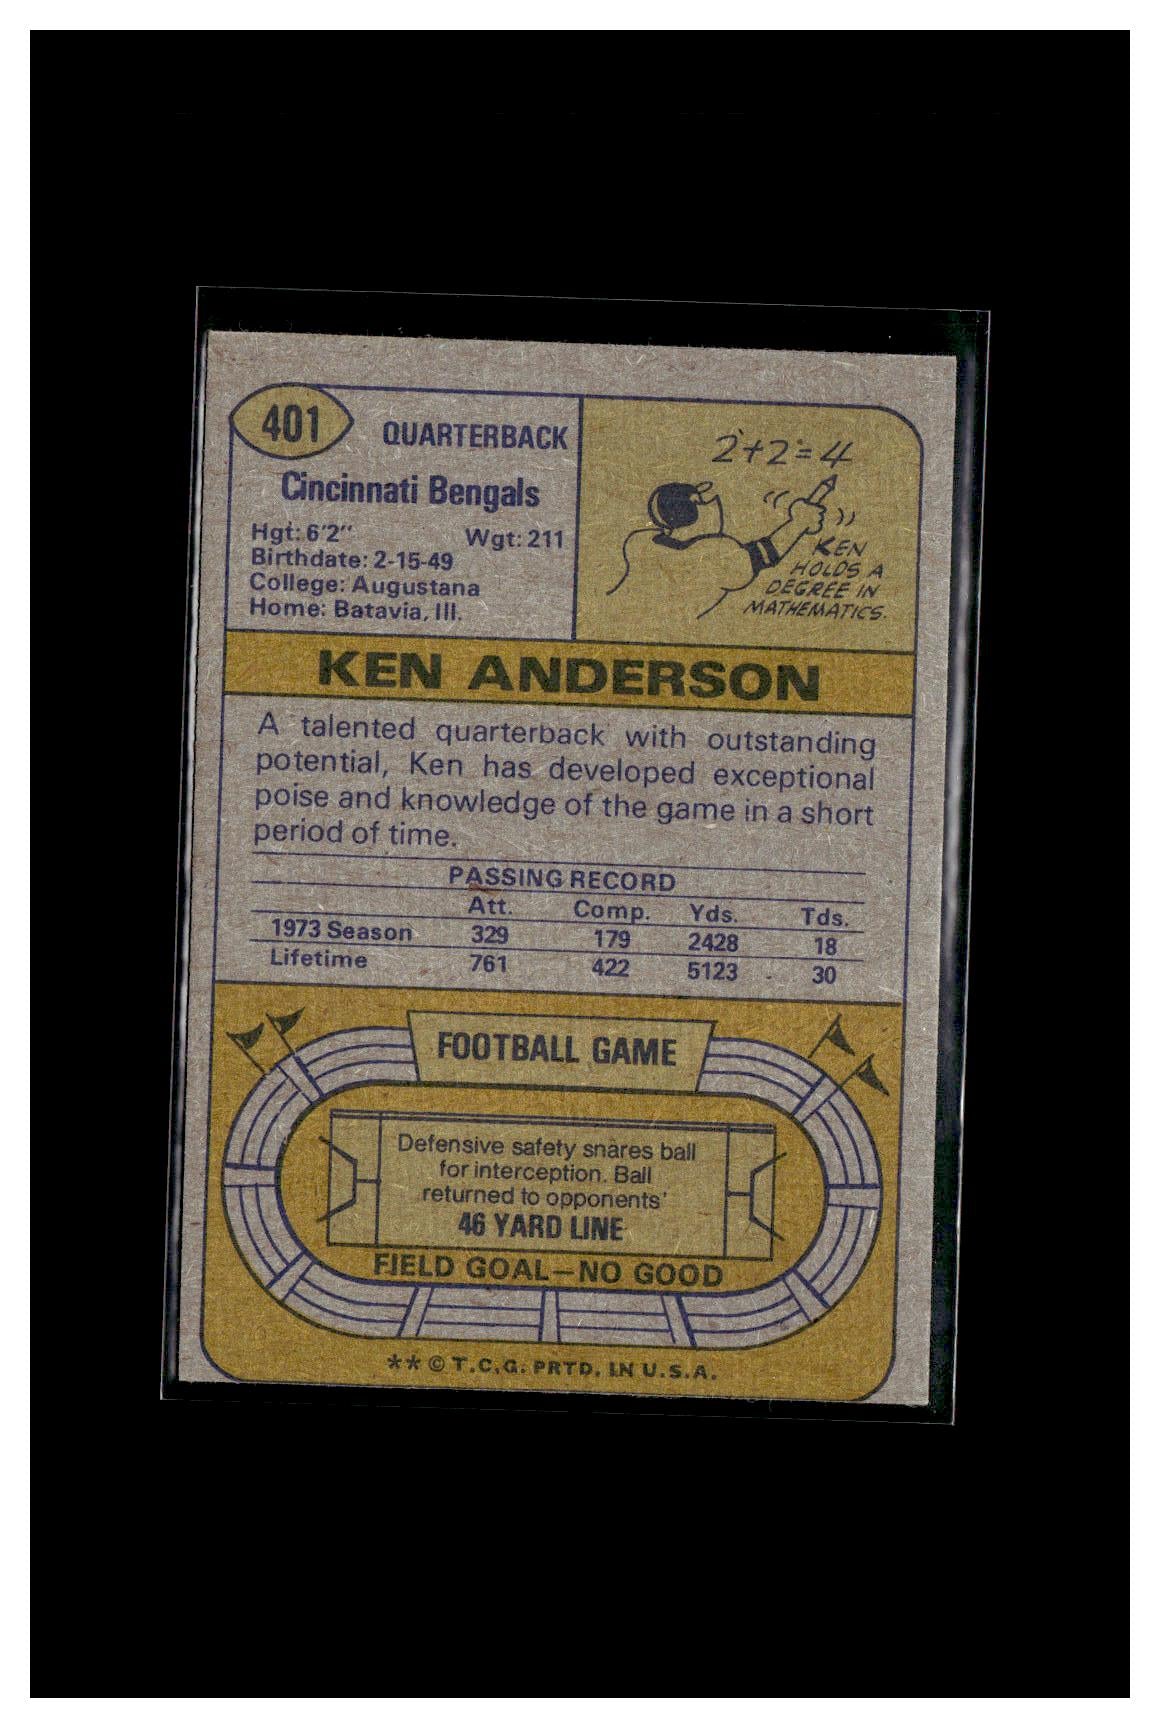 401
QUARTERBACK
Cincinnati Bengals
Hgt: 6'2" Wgt: 211
Birthdate: 2-15-49
College: Augustana
Home: Batavia, Ill.
2+2=4
KEN
HOLDS A
DEGREE IN
MATHEMATICS.
KEN ANDERSON
A talented quarterback with outstanding
potential, Ken has developed exceptional
poise and knowledge of the game in a short
period of time.
PASSING RECORD
Att. Comp. Yds. Tds.
1973 Season 329 179 2428 18
Lifetime 761 422 5123 30
FOOTBALL GAME
Defensive safety snares ball
for interception. Ball
returned to opponents'
46 YARD LINE
FIELD GOAL—NO GOOD
** © T.C.G. PRTD. IN U.S.A.